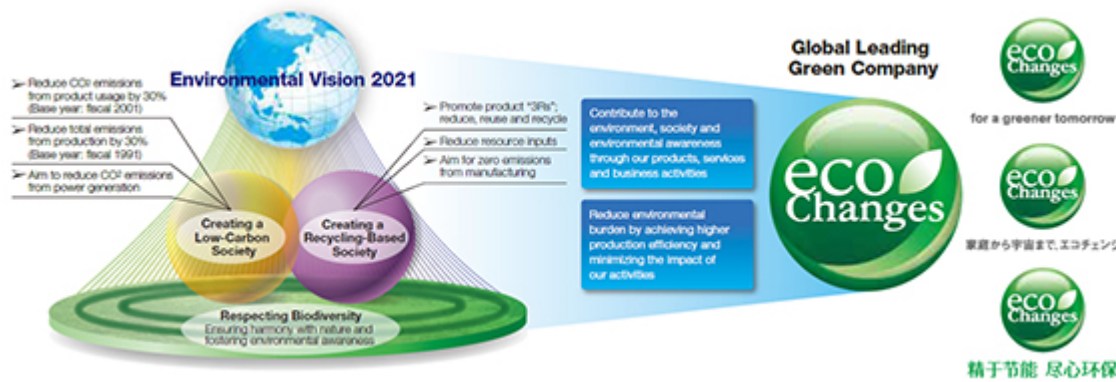 Environmental Vision 2021
➢ Reduce CO² emissions
from product usage by 30%
(Base year: fiscal 2001)
➢ Reduce total emissions
from production by 30%
(Base year: fiscal 1991)
➢ Aim to reduce CO² emissions
from power generation
➢ Promote product "3Rs";
reduce, reuse and recycle
➢ Reduce resource inputs
➢ Aim for zero emissions
from manufacturing
Creating a
Low-Carbon
Society
Creating a
Recycling-Based
Society
Respecting Biodiversity
Ensuring harmony with nature and
fostering environmental awareness
Contribute to the
environment, society and
environmental awareness
through our products, services
and business activities
Reduce environmental
burden by achieving higher
production efficiency and
minimizing the impact of
our activities
Global Leading
Green Company
eco
Changes
eco
Changes
for a greener tomorrow
eco
Changes
家庭から宇宙まで、エコチェンジ
eco
Changes
精于节能 尽心环保